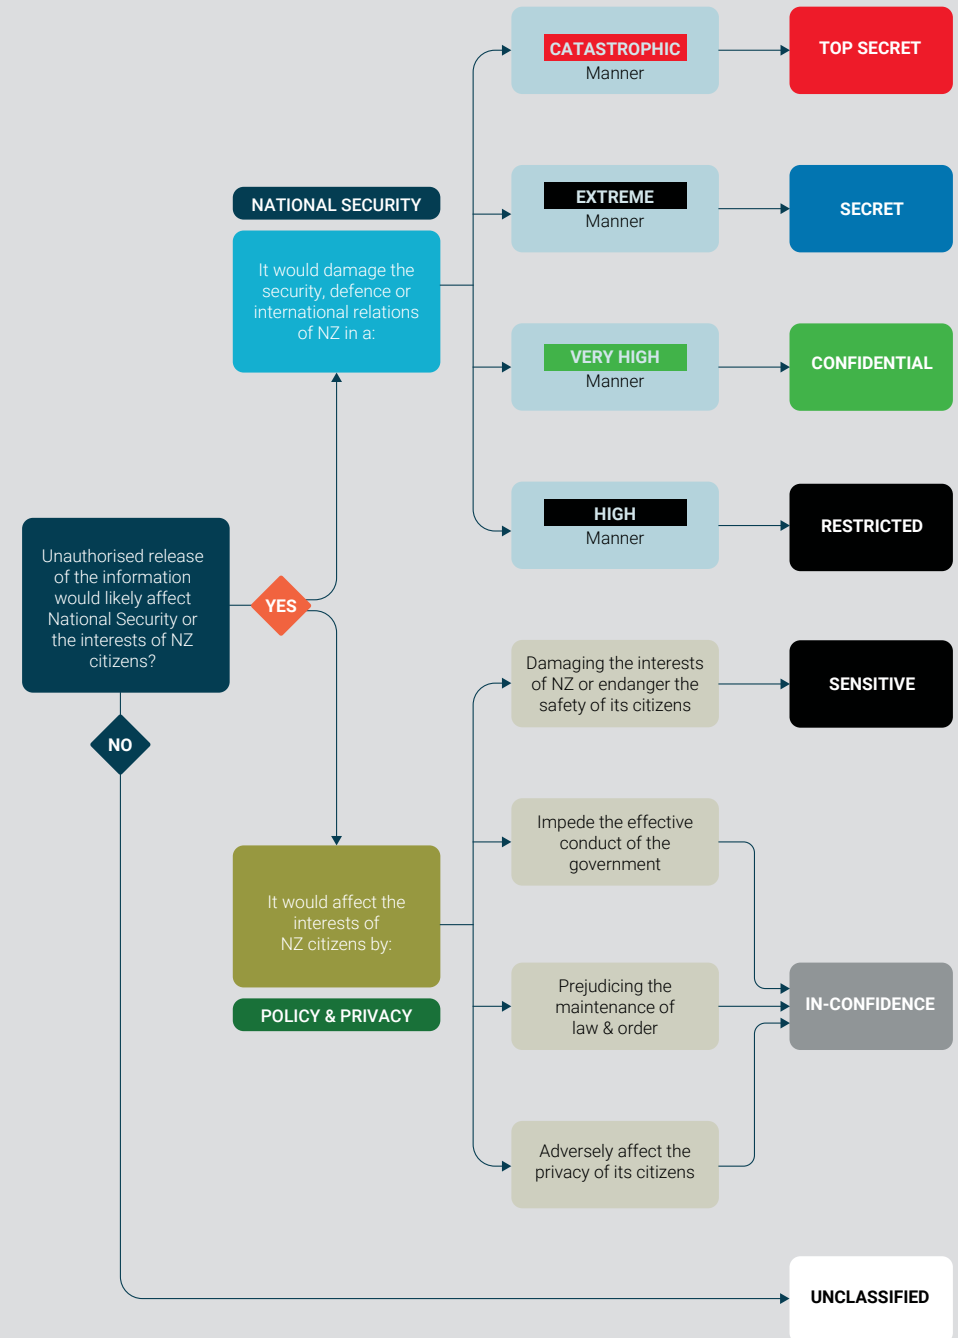 CATASTROPHIC
Manner
TOP SECRET
EXTREME
Manner
SECRET
NATIONAL SECURITY
It would damage the
security, defence or
international relations
of NZ in a:
VERY HIGH
Manner
CONFIDENTIAL
HIGH
Manner
RESTRICTED
Unauthorised release
of the information
would likely affect
National Security or
the interests of NZ
citizens?
YES
NO
Damaging the interests
of NZ or endanger the
safety of its citizens
SENSITIVE
Impede the effective
conduct of the
government
It would affect the
interests of
NZ citizens by:
POLICY & PRIVACY
Prejudicing the
maintenance of
law & order
IN-CONFIDENCE
Adversely affect the
privacy of its citizens
UNCLASSIFIED